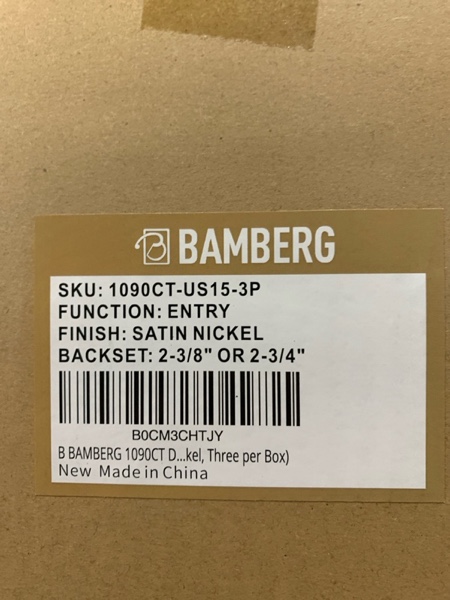 B BAMBERG
SKU: 1090CT-US15-3P
FUNCTION: ENTRY
FINISH: SATIN NICKEL
BACKSET: 2-3/8" OR 2-3/4"
B0CM3CHTJY
B BAMBERG 1090CT D...kel, Three per Box)
New Made in China